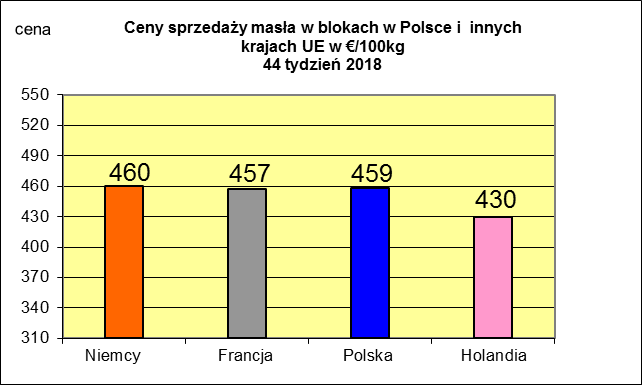 cena
Ceny sprzedaży masła w blokach w Polsce i  innych
krajach UE w €/100kg
44 tydzień 2018
550
520
490
460
430
400
370
340
310
460
457
459
430
Niemcy
Francja
Polska
Holandia